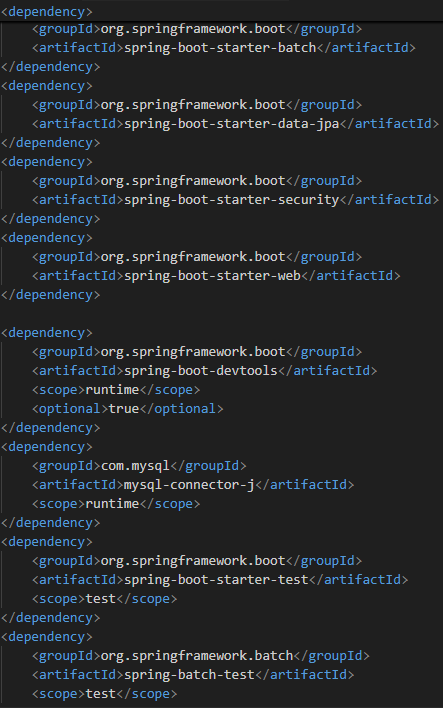 <dependency>
<groupId>org.springframework.boot</groupId>
<artifactId>spring-boot-starter-batch</artifactId>
</dependency>
<dependency>
<groupId>org.springframework.boot</groupId>
<artifactId>spring-boot-starter-data-jpa</artifactId>
</dependency>
<dependency>
<groupId>org.springframework.boot</groupId>
<artifactId>spring-boot-starter-security</artifactId>
</dependency>
<dependency>
<groupId>org.springframework.boot</groupId>
<artifactId>spring-boot-starter-web</artifactId>
</dependency>
<dependency>
<groupId>org.springframework.boot</groupId>
<artifactId>spring-boot-devtools</artifactId>
<scope>runtime</scope>
<optional>true</optional>
</dependency>
<dependency>
<groupId>com.mysql</groupId>
<artifactId>mysql-connector-j</artifactId>
<scope>runtime</scope>
</dependency>
<dependency>
<groupId>org.springframework.boot</groupId>
<artifactId>spring-boot-starter-test</artifactId>
<scope>test</scope>
</dependency>
<dependency>
<groupId>org.springframework.batch</groupId>
<artifactId>spring-batch-test</artifactId>
<scope>test</scope>